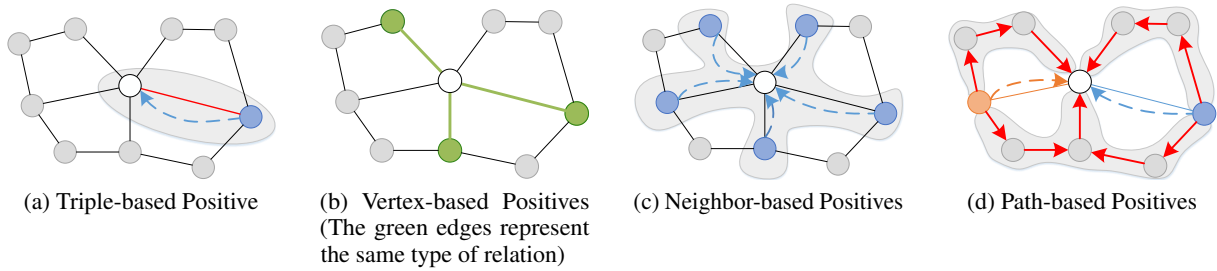 (a) Triple-based Positive
(b) Vertex-based Positives
(The green edges represent
the same type of relation)
(c) Neighbor-based Positives
(d) Path-based Positives